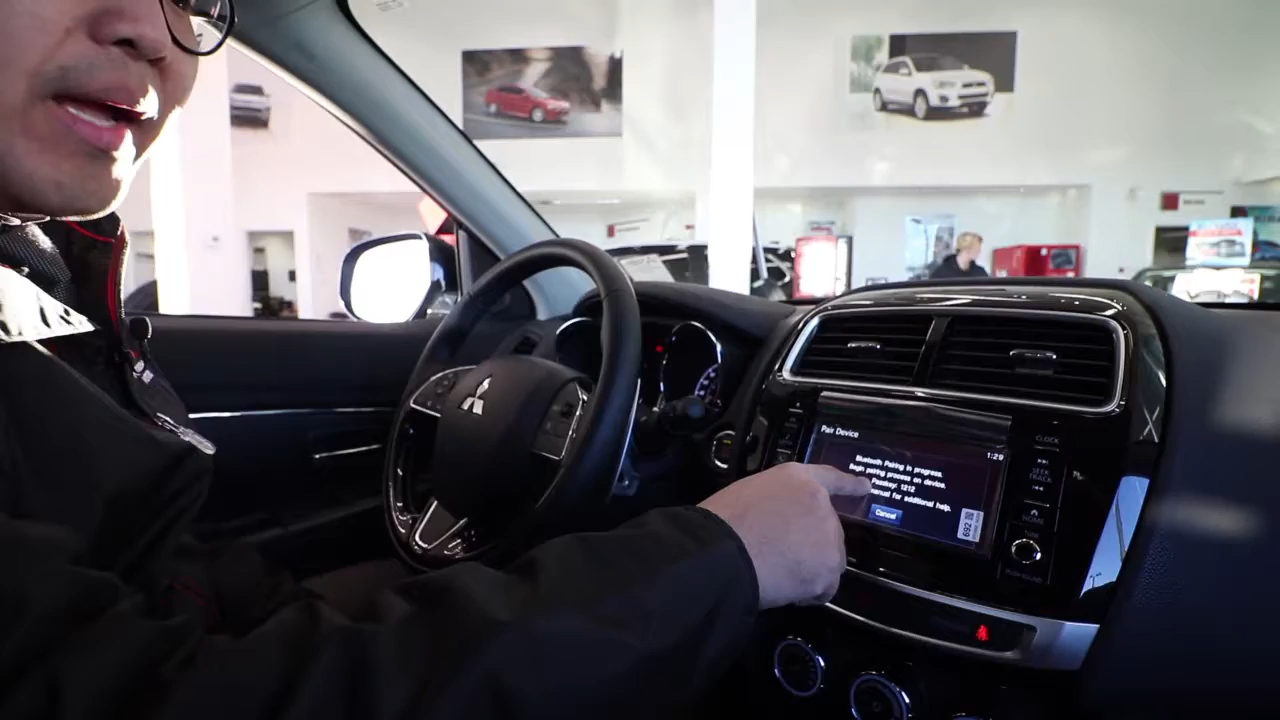 Pair Device
1:29
Bluetooth Pairing in progress.
Begin pairing process on device.
Passkey: 1212
manual for additional help.
Cancel
692
CLOCK
SEEK
TRACK
HOME